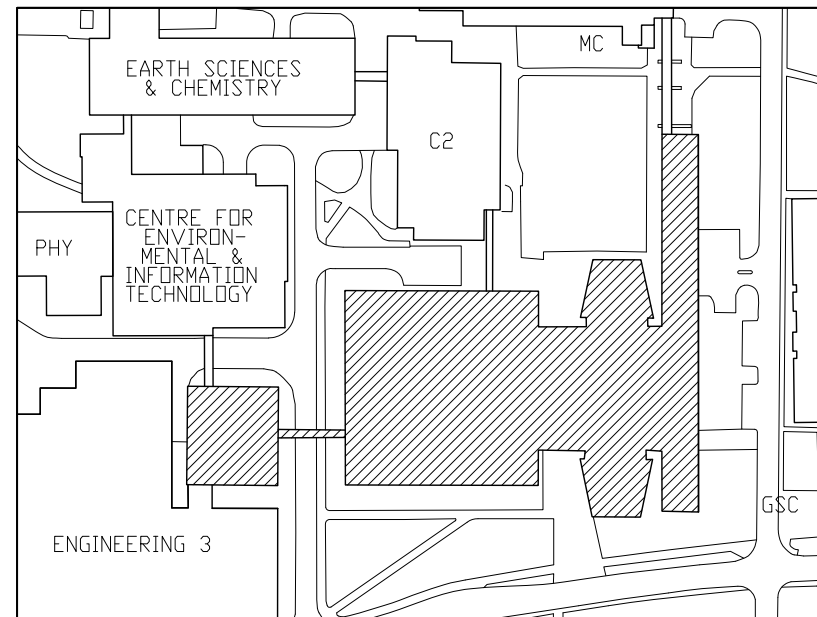 MC
EARTH SCIENCES
& CHEMISTRY
C2
CENTRE FOR
ENVIRON-
MENTAL &
INFORMATION
TECHNOLOGY
PHY
GSC
ENGINEERING 3